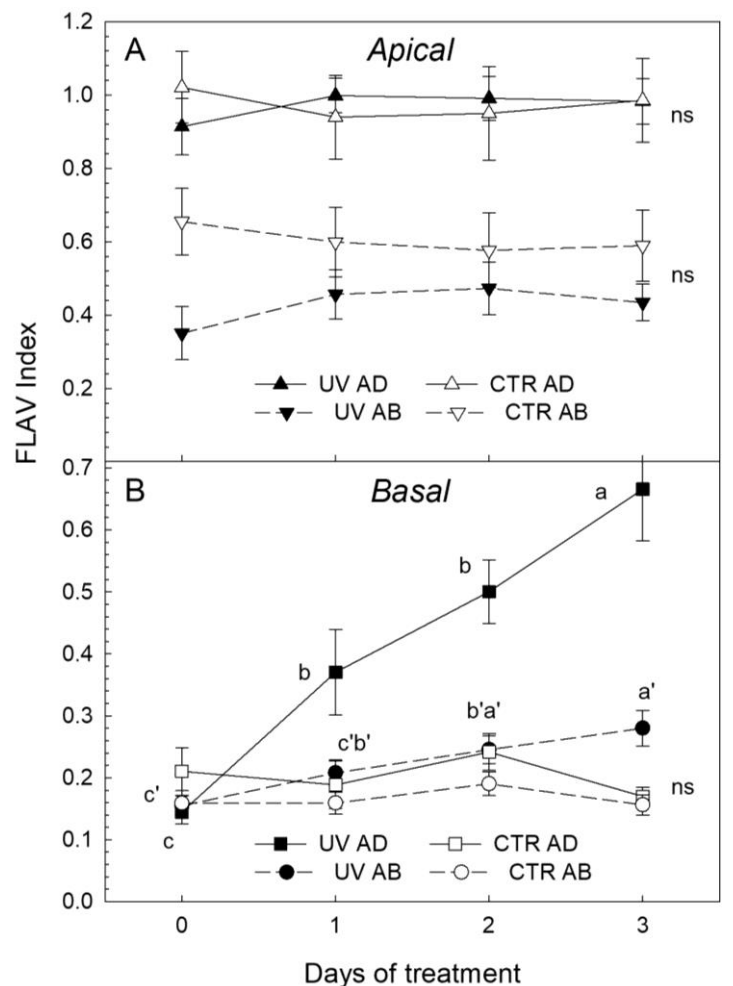 1.2
A
Apical
1.0
ns
0.8
0.6
ns
0.4
UV AD
CTR AD
0.2
UV AB
CTR AB
FLAV Index
0.7
B
Basal
a
0.6
b
0.5
0.4
b
a'
0.3
b'a'
c'b'
0.2
c'
ns
0.1
c
UV AD
CTR AD
UV AB
CTR AB
0.0
0 1 2 3
Days of treatment